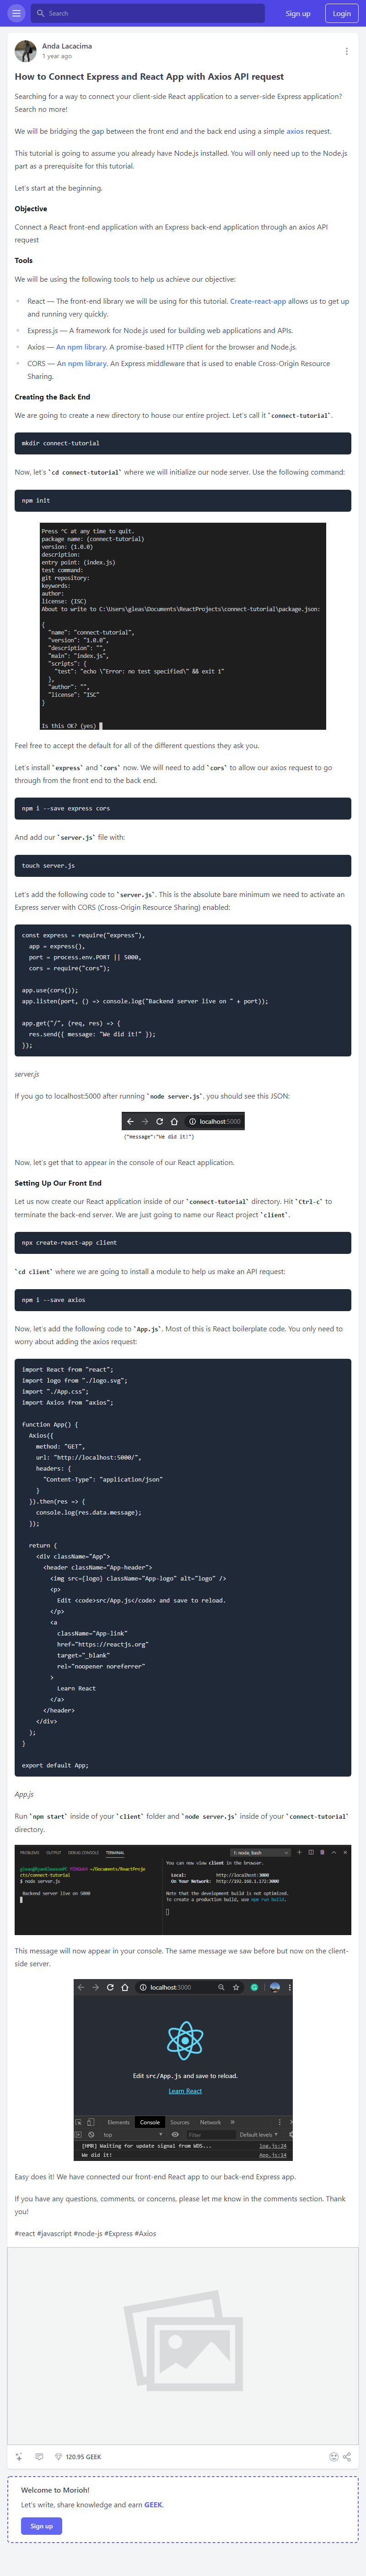 Search
Sign up
Login
Anda Lacacima
1 year ago
How to Connect Express and React App with Axios API request
Searching for a way to connect your client-side React application to a server-side Express application?
Search no more!
We will be bridging the gap between the front end and the back end using a simple axios request.
This tutorial is going to assume you already have Node.js installed. You will only need up to the Node.js
part as a prerequisite for this tutorial.
Let's start at the beginning.
Objective
Connect a React front-end application with an Express back-end application through an axios API
request
Tools
We will be using the following tools to help us achieve our objective:
React — The front-end library we will be using for this tutorial. Create-react-app allows us to get up
and running very quickly.
Express.js — A framework for Node.js used for building web applications and APIs.
Axios — An npm library. A promise-based HTTP client for the browser and Node.js.
CORS — An npm library. An Express middleware that is used to enable Cross-Origin Resource
Sharing.
Creating the Back End
We are going to create a new directory to house our entire project. Let's call it `connect-tutorial`.
mkdir connect-tutorial
Now, let's `cd connect-tutorial` where we will initialize our node server. Use the following command:
npm init
Press ^C at any time to quit.
package name: (connect-tutorial)
version: (1.0.0)
description:
entry point: (index.js)
test command:
git repository:
keywords:
author:
license: (ISC)
About to write to C:\Users\gleas\Documents\ReactProjects\connect-tutorial\package.json:
{
"name": "connect-tutorial",
"version": "1.0.0",
"description": "",
"main": "index.js",
"scripts": {
"test": "echo \"Error: no test specified\" && exit 1"
},
"author": "",
"license": "ISC"
}
Is this OK? (yes)
Feel free to accept the default for all of the different questions they ask you.
Let's install `express` and `cors` now. We will need to add `cors` to allow our axios request to go
through from the front end to the back end.
npm i --save express cors
And add our `server.js` file with:
touch server.js
Let's add the following code to `server.js`. This is the absolute bare minimum we need to activate an
Express server with CORS (Cross-Origin Resource Sharing) enabled:
const express = require("express"),
app = express(),
port = process.env.PORT || 5000,
cors = require("cors");
app.use(cors());
app.listen(port, () => console.log("Backend server live on " + port));
app.get("/", (req, res) => {
res.send({ message: "We did it!" });
});
server.js
If you go to localhost:5000 after running `node server.js`, you should see this JSON:
localhost:5000
{"message":"We did it!"}
Now, let's get that to appear in the console of our React application.
Setting Up Our Front End
Let us now create our React application inside of our `connect-tutorial` directory. Hit `Ctrl-c` to
terminate the back-end server. We are just going to name our React project `client`.
npx create-react-app client
`cd client` where we are going to install a module to help us make an API request:
npm i --save axios
Now, let's add the following code to `App.js`. Most of this is React boilerplate code. You only need to
worry about adding the axios request:
import React from "react";
import logo from "./logo.svg";
import "./App.css";
import Axios from "axios";
function App() {
Axios({
method: "GET",
url: "http://localhost:5000/",
headers: {
"Content-Type": "application/json"
}
}).then(res => {
console.log(res.data.message);
});
return (
<div className="App">
<header className="App-header">
<img src={logo} className="App-logo" alt="logo" />
<p>
Edit <code>src/App.js</code> and save to reload.
</p>
<a
className="App-link"
href="https://reactjs.org"
target="_blank"
rel="noopener noreferrer"
>
Learn React
</a>
</header>
</div>
);
}
export default App;
App.js
Run `npm start` inside of your `client` folder and `node server.js` inside of your `connect-tutorial`
directory.
PROBLEMS OUTPUT DEBUG CONSOLE TERMINAL 1: node, bash
$ node server.js
Backend server live on 5000
You can now view client in the browser.
Local: http://localhost:3000
On Your Network: http://192.168.1.172:3000
Note that the development build is not optimized.
To create a production build, use npm run build.
This message will now appear in your console. The same message we saw before but now on the client-
side server.
localhost:3000
Edit src/App.js and save to reload.
Learn React
Elements Console Sources Network »
top Filter Default levels
[HMR] Waiting for update signal from WDS... log.js:24
We did it! App.js:14
Easy does it! We have connected our front-end React app to our back-end Express app.
If you have any questions, comments, or concerns, please let me know in the comments section. Thank
you!
#react #javascript #node-js #Express #Axios
120.95 GEEK
Welcome to Morioh!
Let's write, share knowledge and earn GEEK.
Sign up